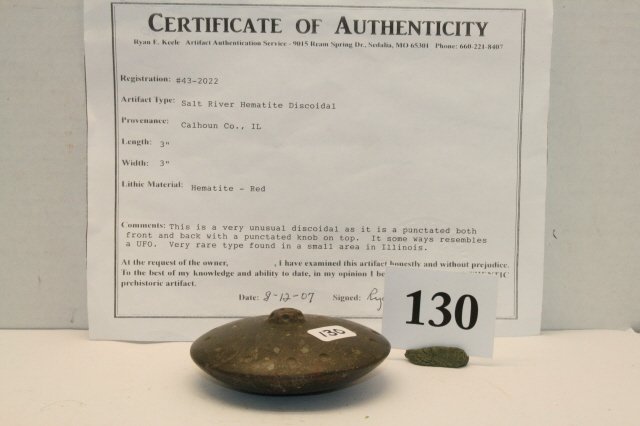 CERTIFICATE OF AUTHENTICITY
Ryan E. Keele Artifact Authentication Service - 9015 Ream Spring Dr., Sedalia, MO 65301 Phone: 660-221-8407
Registration: #43-2022
Artifact Type: Salt River Hematite Discoidal
Provenance: Calhoun Co., IL
Length: 3"
Width: 3"
Lithic Material: Hematite - Red
Comments: This is a very unusual discoidal as it is a punctated both
front and back with a punctated knob on top. It some ways resembles
a UFO. Very rare type found in a small area in Illinois.
At the request of the owner, , I have examined this artifact honestly and without prejudice.
To the best of my knowledge and ability to date, in my opinion I
prehistoric artifact.
Date: 8-12-07 Signed:
130
130